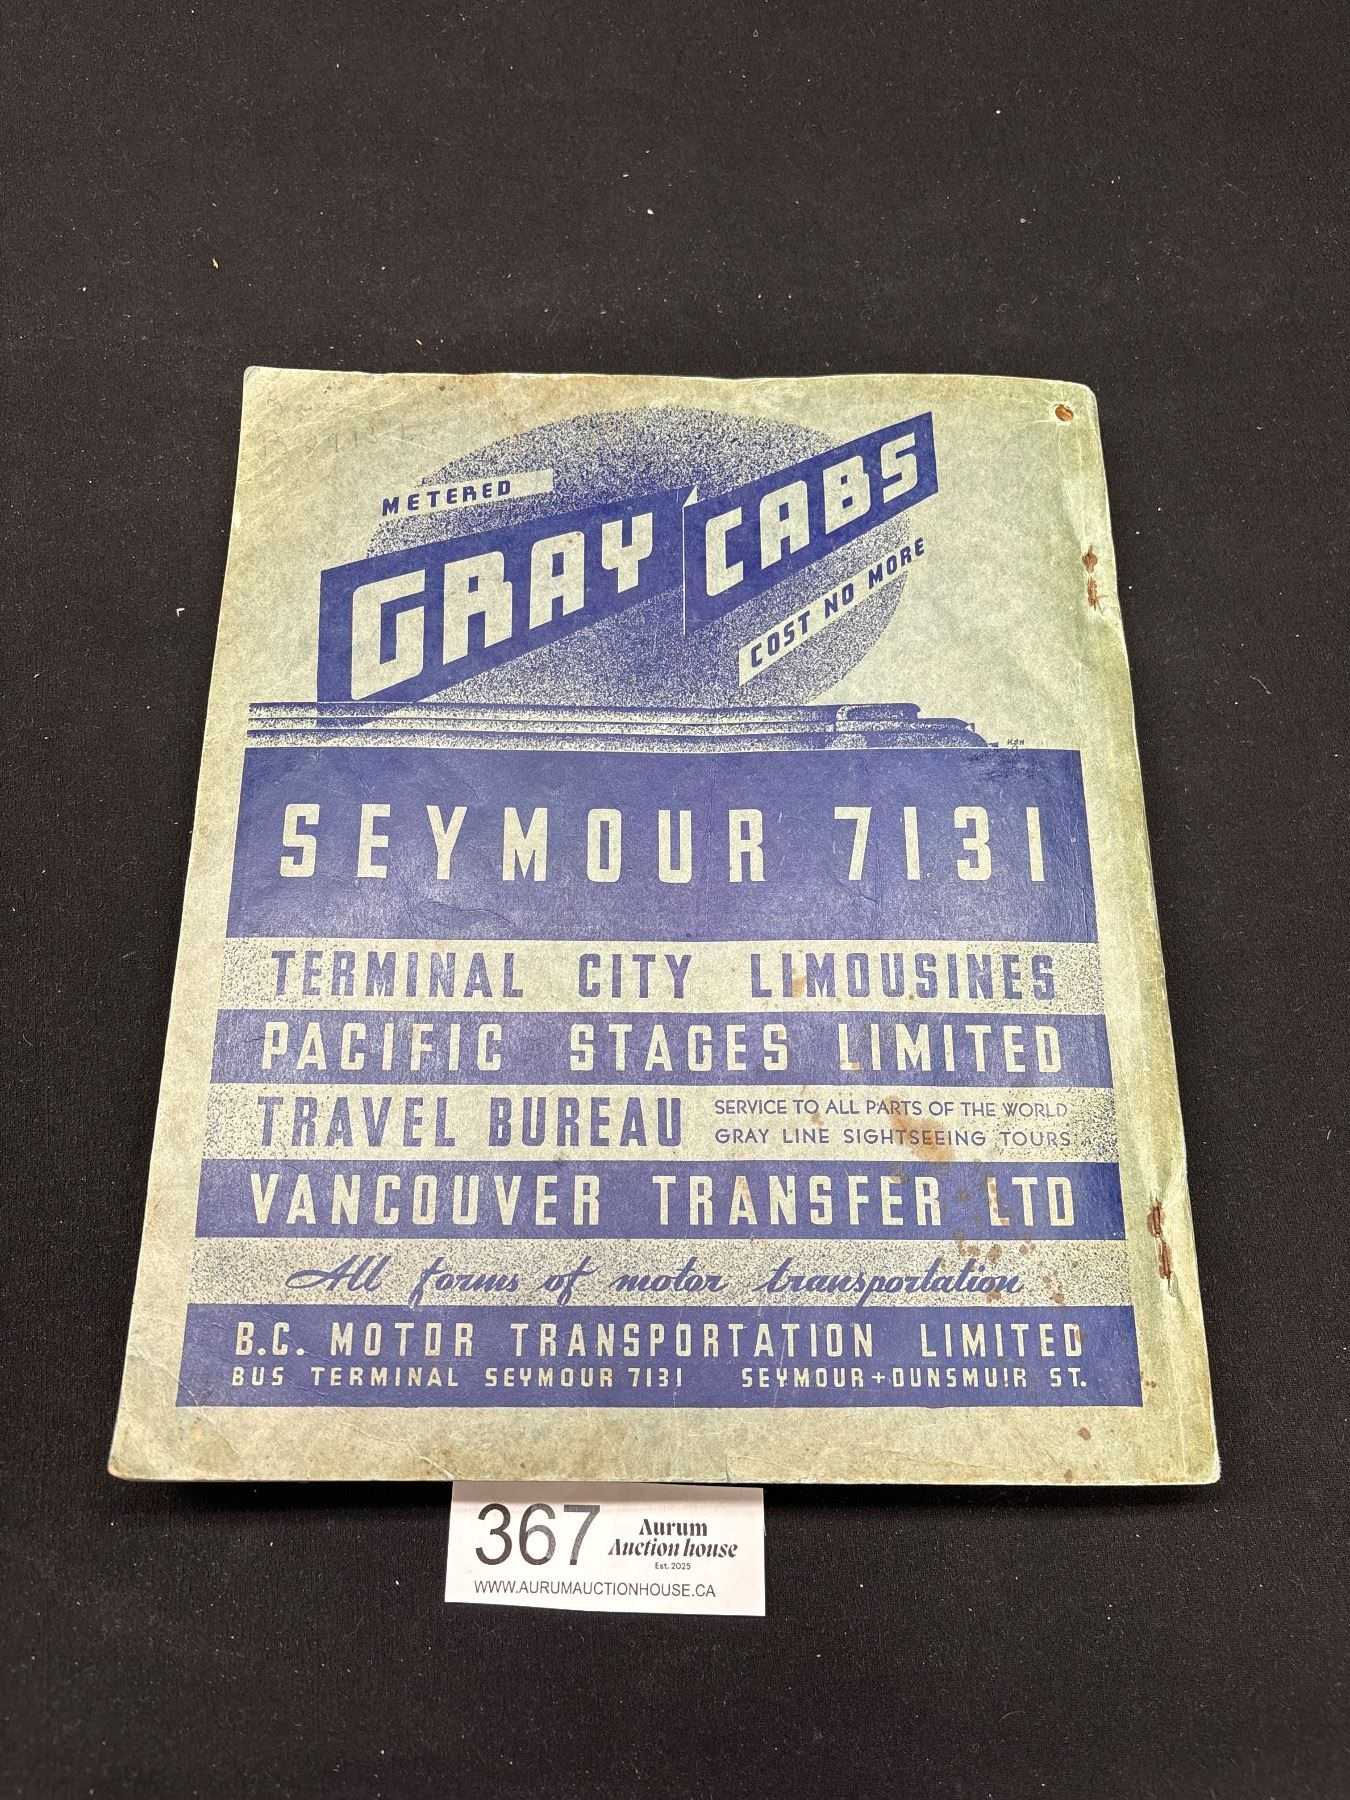 METERED
GRAY CABS
COST NO MORE
KEH
SEYMOUR 7131
TERMINAL CITY LIMOUSINES
PACIFIC STAGES LIMITED
TRAVEL BUREAU
SERVICE TO ALL PARTS OF THE WORLD
GRAY LINE SIGHTSEEING TOURS
VANCOUVER TRANSFER LTD
All forms of motor transportation
B.C. MOTOR TRANSPORTATION LIMITED
BUS TERMINAL SEYMOUR 7131 SEYMOUR+DUNSMUIR ST.
367
Aurum
Auction house
Est. 2025
WWW.AURUMAUCTIONHOUSE.CA